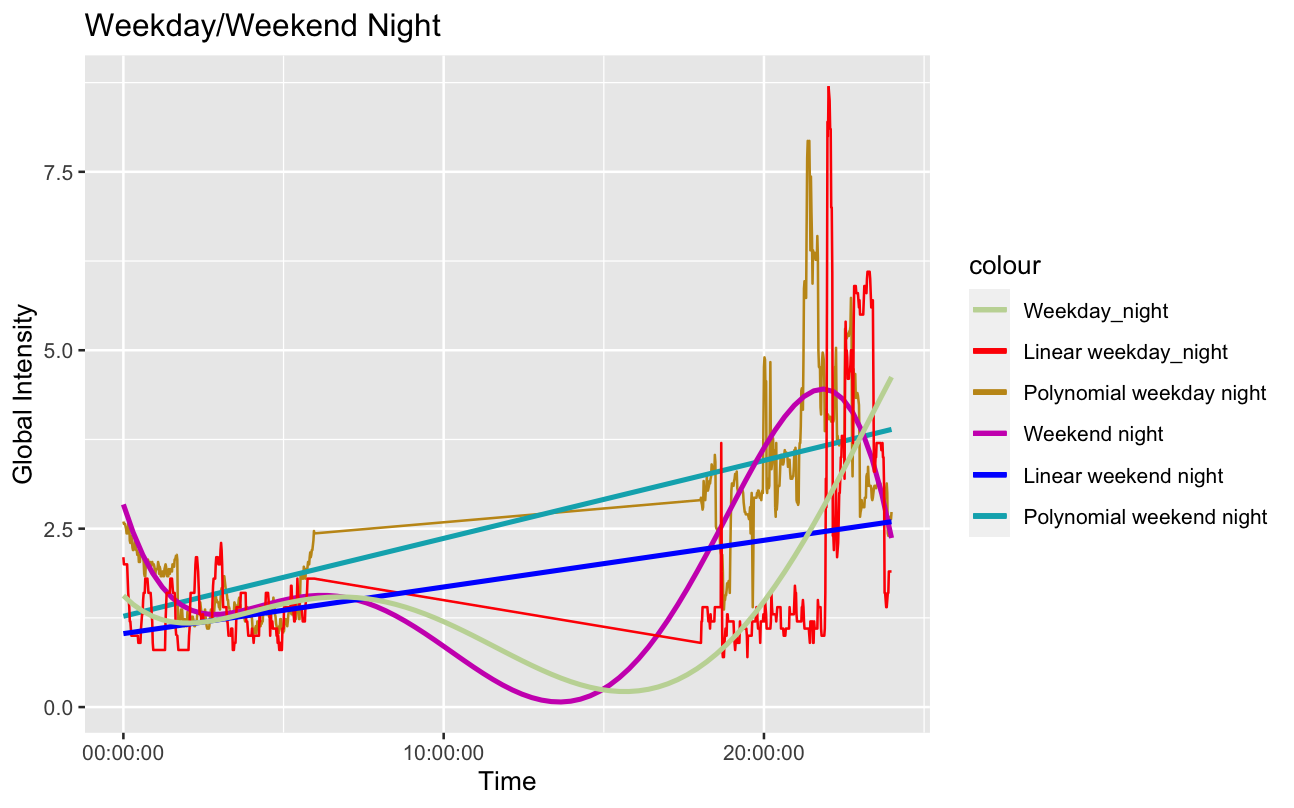 Weekday/Weekend Night
7.5
5.0
2.5
0.0
Global Intensity
00:00:00
10:00:00
20:00:00
Time
colour
Weekday_night
Linear weekday_night
Polynomial weekday night
Weekend night
Linear weekend night
Polynomial weekend night